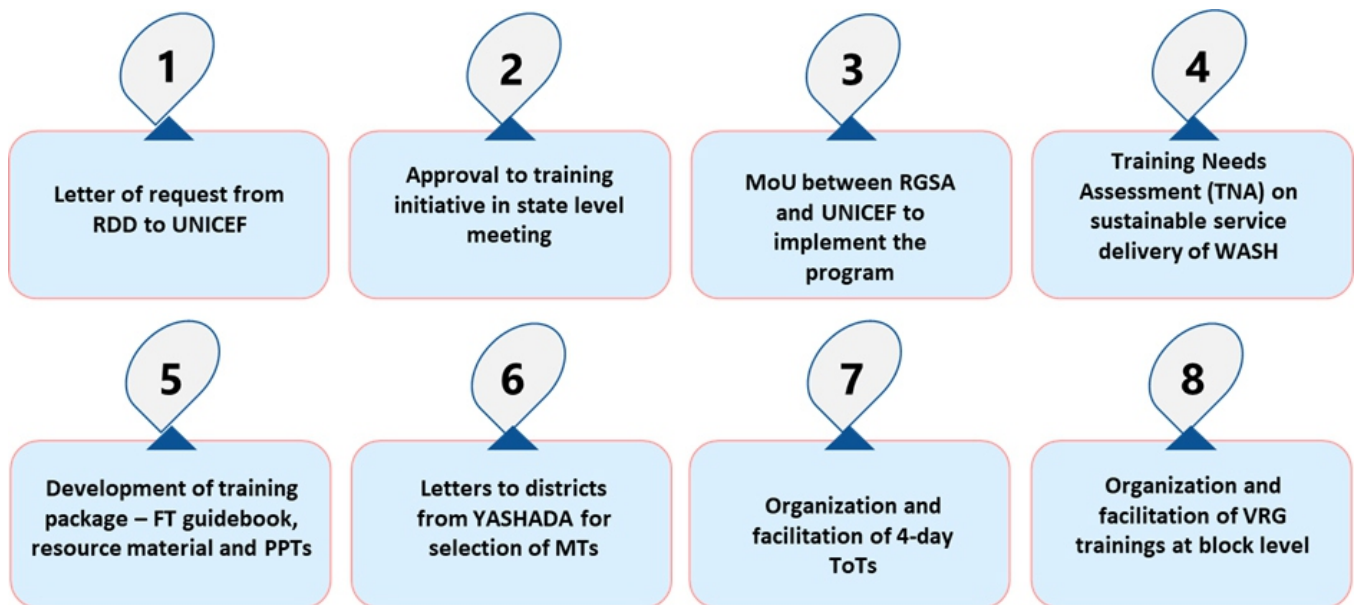 1
Letter of request from
RDD to UNICEF
2
Approval to training
initiative in state level
meeting
3
MoU between RGSA
and UNICEF to
implement the
program
4
Training Needs
Assessment (TNA) on
sustainable service
delivery of WASH
5
Development of training
package – FT guidebook,
resource material and PPTs
6
Letters to districts
from YASHADA for
selection of MTs
7
Organization and
facilitation of 4-day
ToTs
8
Organization and
facilitation of VRG
trainings at block level